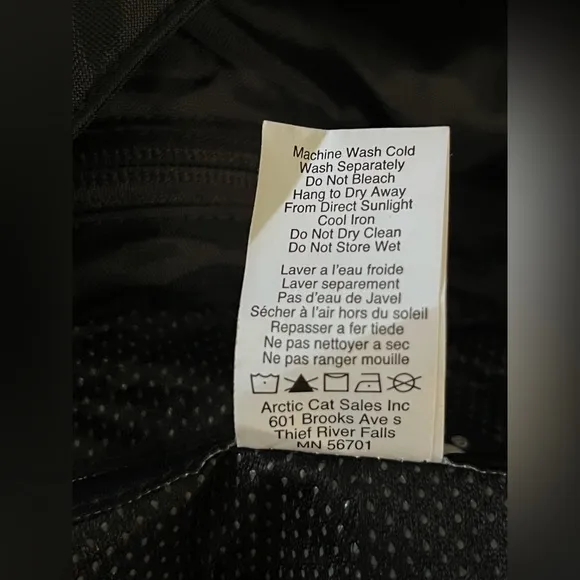 Machine Wash Cold
Wash Separately
Do Not Bleach
Hang to Dry Away
From Direct Sunlight
Cool Iron
Do Not Dry Clean
Do Not Store Wet
Laver a l'eau froide
Laver separement
Pas d'eau de Javel
Sécher à l'air hors du soleil
Repasser a fer tiede
Ne pas nettoyer a sec
Ne pas ranger mouille
Arctic Cat Sales Inc
601 Brooks Ave s
Thief River Falls
MN 56701